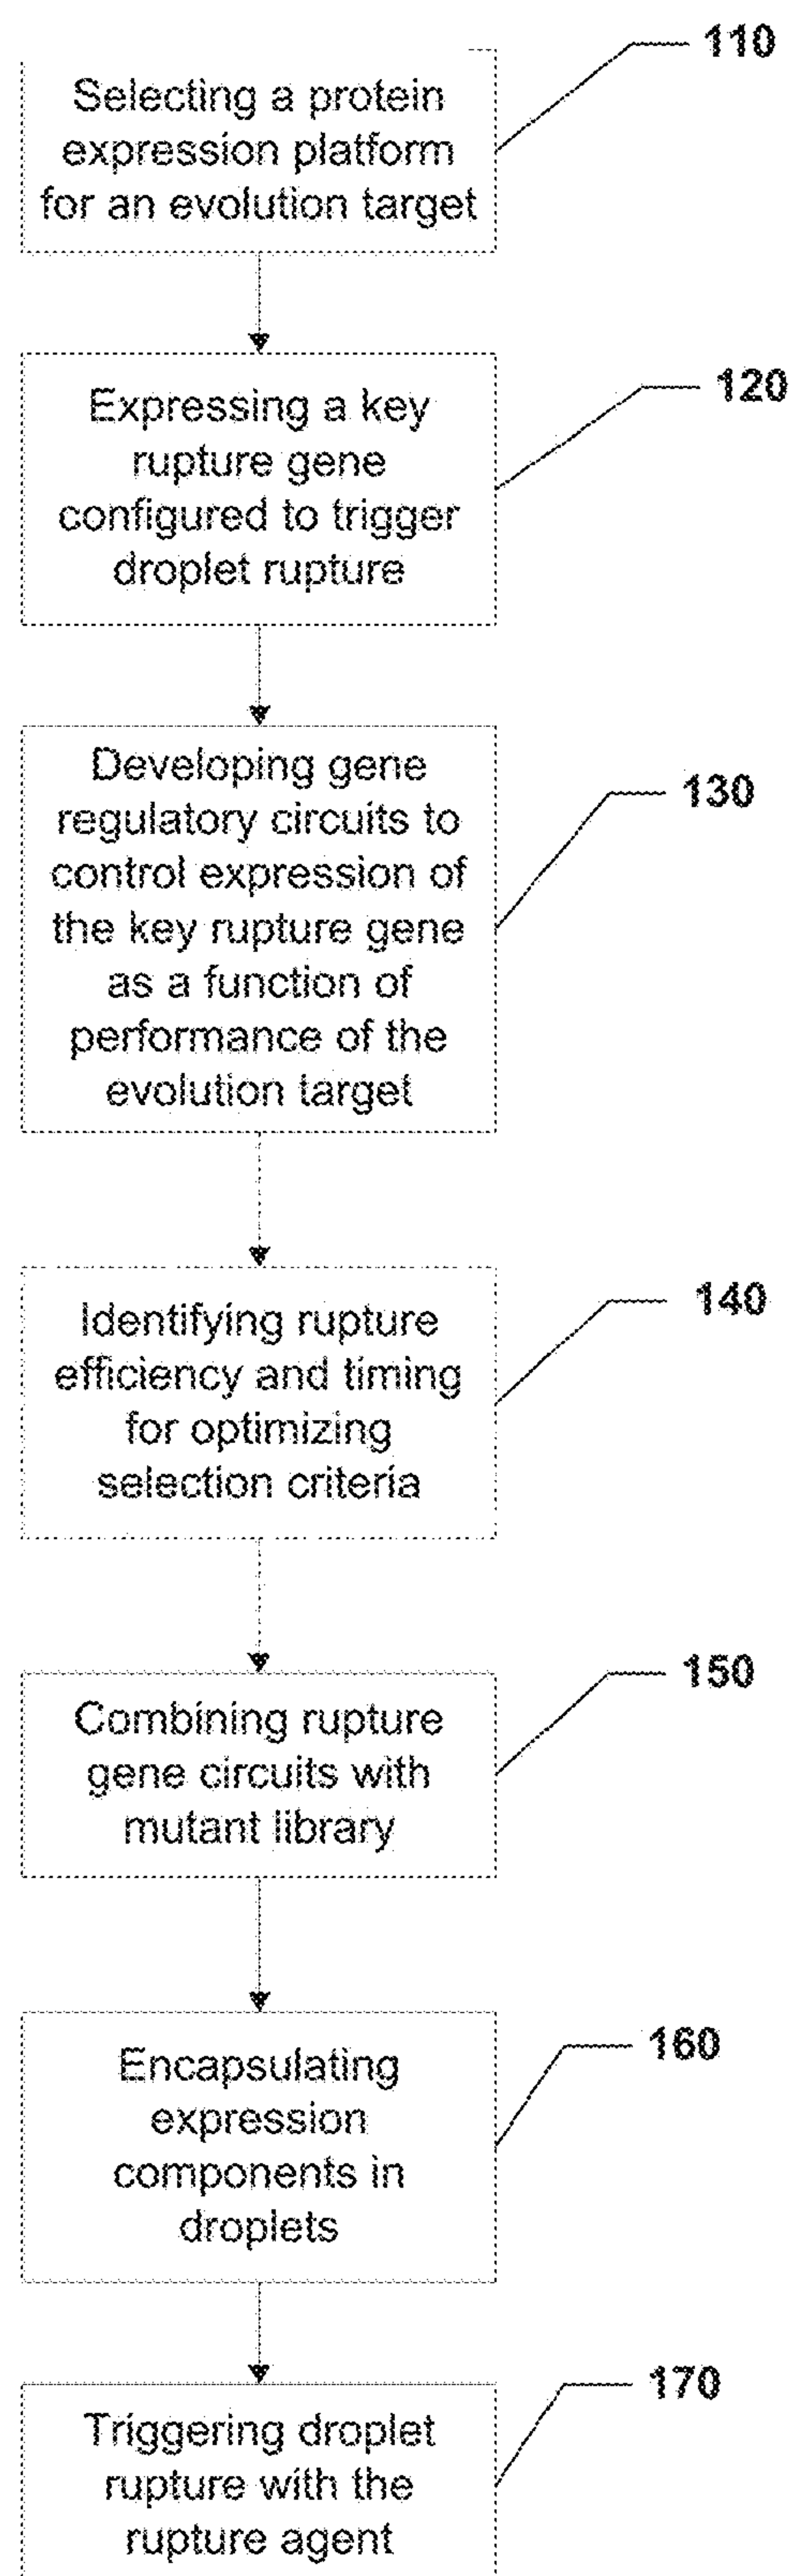 110
Selecting a protein
expression platform
for an evolution target
120
Expressing a key
rupture gene
configured to trigger
droplet rupture
130
Developing gene
regulatory circuits to
control expression of
the key rupture gene
as a function of
performance of the
evolution target
140
Identifying rupture
efficiency and timing
for optimizing
selection criteria
150
Combining rupture
gene circuits with
mutant library
160
Encapsulating
expression
components in
droplets
170
Triggering droplet
rupture with the
rupture agent